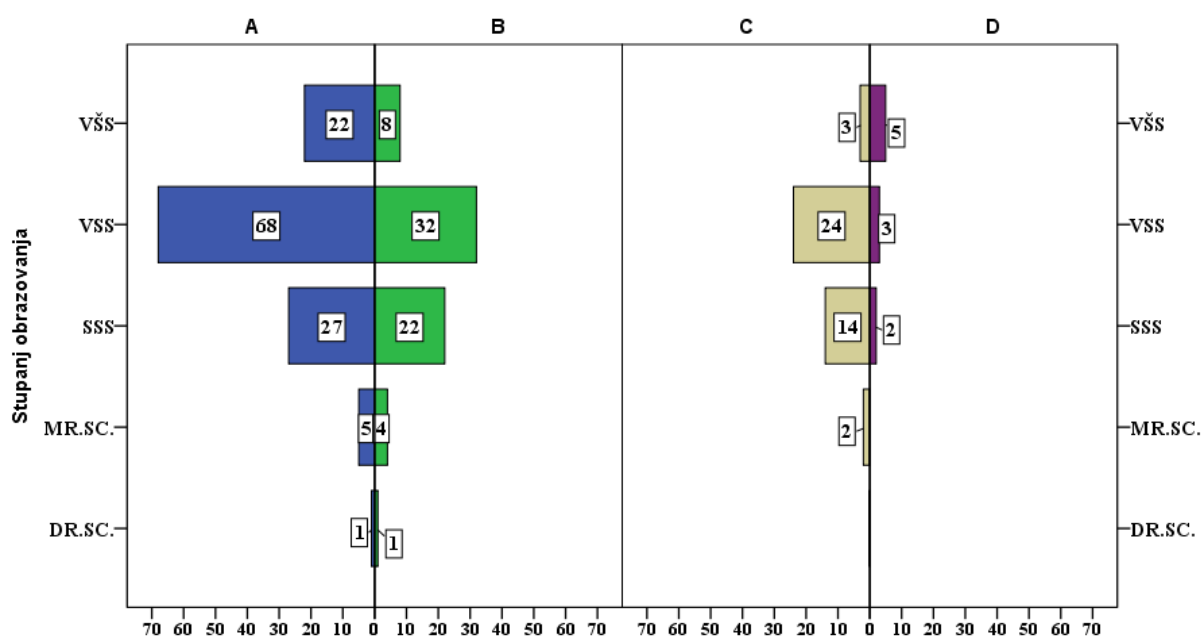 A B C D
Stupanj obrazovanja
VŠS 22 8 3 5 VŠS
VSS 68 32 24 3 VSS
SSS 27 22 14 2 SSS
MR.SC. 5 4 2 MR.SC.
DR.SC. 1 1 DR.SC.
70 60 50 40 30 20 10 0 10 20 30 40 50 60 70 70 60 50 40 30 20 10 0 10 20 30 40 50 60 70